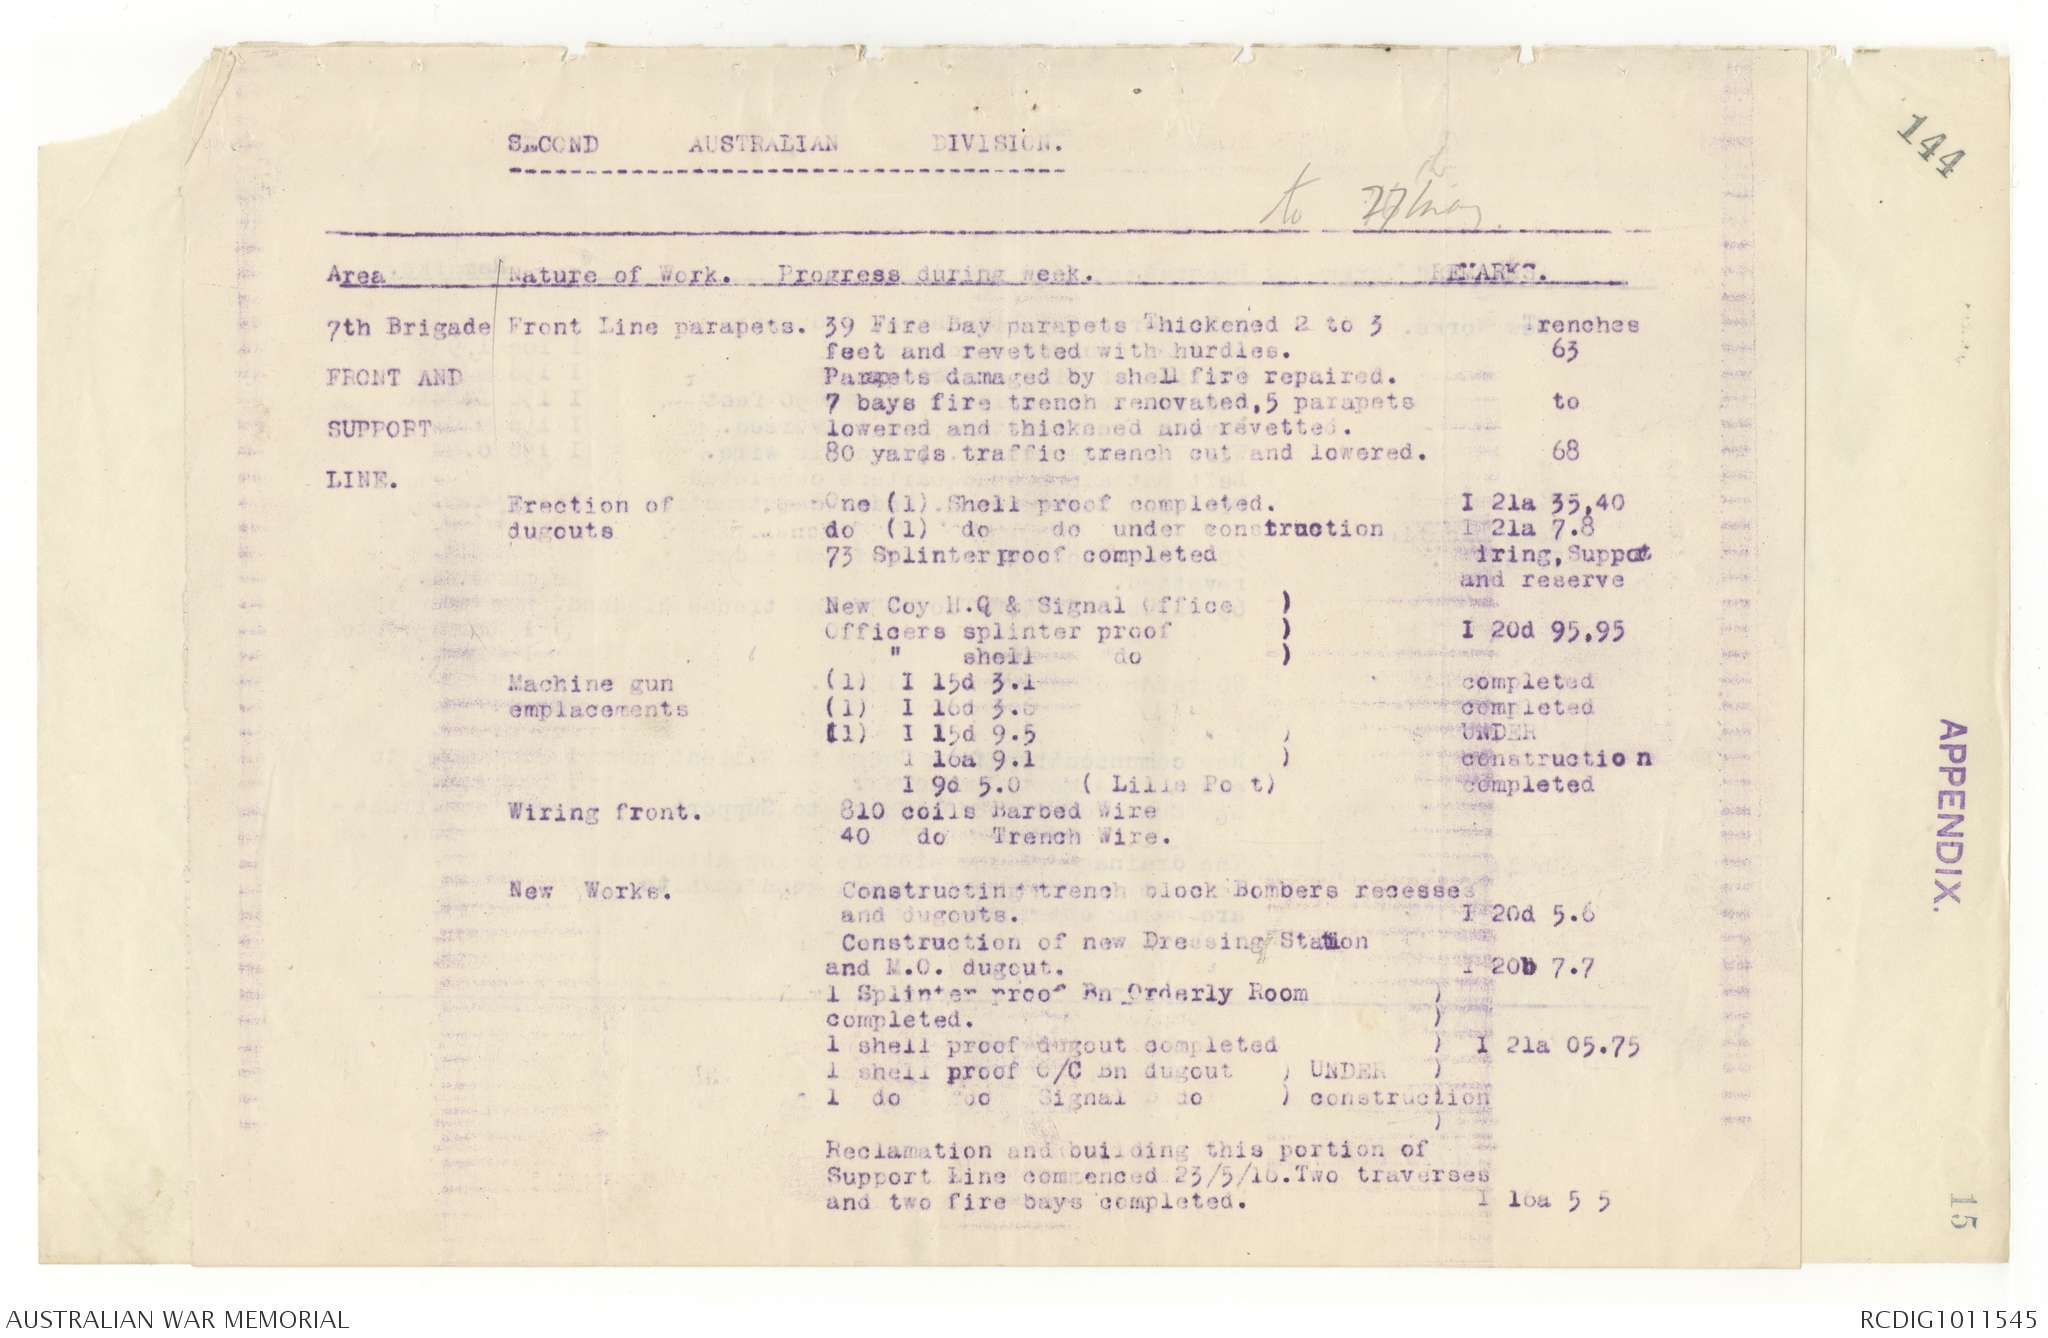 144
SECOND AUSTRALIAN DIVISION.
to 27 May.
Area Nature of Work. Progress during week. REMARKS.
7th Brigade Front Line parapets. 39 Fire Bay parapets Thickened 2 to 3 Trenches
feet and revetted with hurdles. 63
FRONT AND Parapets damaged by shell fire repaired.
7 bays fire trench renovated,5 parapets to
SUPPORT lowered and thickened and revetted.
80 yards traffic trench cut and lowered. 68
LINE.
Erection of One (1) Shell proof completed. I 21a 35,40
dugouts do (1) do do under construction I 21a 7.8
73 Splinter proof completed Firing,Support
and reserve
New Coy H.Q & Signal Office )
Officers splinter proof ) I 20d 95,95
" shell do )
Machine gun (1) I 15d 3.1 completed
emplacements (1) I 16d 3.6 completed
(1) I 15d 9.5 ) UNDER
I 16a 9.1 ) construction
I 9d 5.0 ( Lille Po t) completed
Wiring front. 810 coils Barbed Wire
40 do Trench Wire.
New Works. Constructing trench block Bombers recesses
and dugouts. I 20d 5.6
Construction of new Dressing Station
and M.O. dugout. I 20b 7.7
1 Splinter proof Bn Orderly Room )
completed. )
1 shell proof dugout completed ) I 21a 05.75
1 shell proof O/C Bn dugout ) UNDER )
1 do do Signal do ) construction
)
Reclamation and building this portion of
Support Line commenced 23/5/16.Two traverses
and two fire bays completed. I 16a 5 5
APPENDIX.
15
AUSTRALIAN WAR MEMORIAL RCDIG1011545